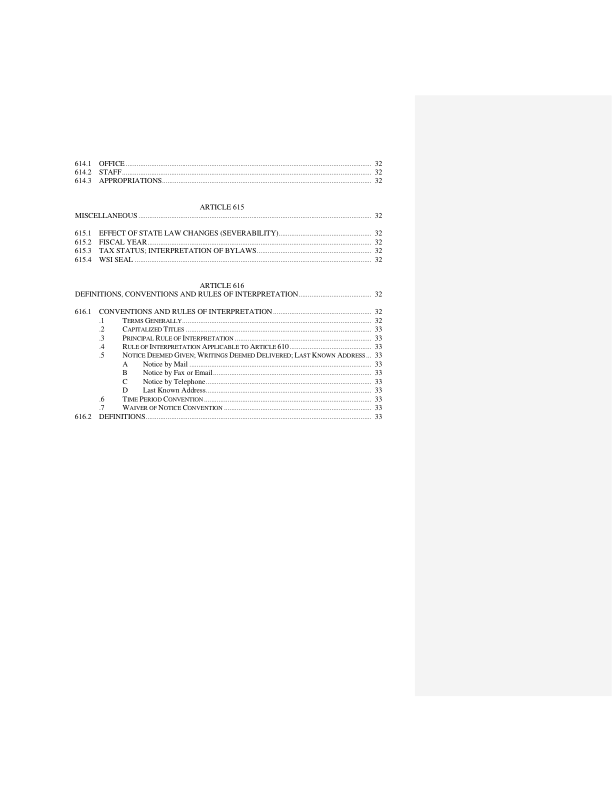 614.1 OFFICE 32
614.2 STAFF 32
614.3 APPROPRIATIONS 32
ARTICLE 615
MISCELLANEOUS 32
615.1 EFFECT OF STATE LAW CHANGES (SEVERABILITY) 32
615.2 FISCAL YEAR 32
615.3 TAX STATUS; INTERPRETATION OF BYLAWS 32
615.4 WSI SEAL 32
ARTICLE 616
DEFINITIONS, CONVENTIONS AND RULES OF INTERPRETATION 32
616.1 CONVENTIONS AND RULES OF INTERPRETATION 32
.1 TERMS GENERALLY 32
.2 CAPITALIZED TITLES 33
.3 PRINCIPAL RULE OF INTERPRETATION 33
.4 RULE OF INTERPRETATION APPLICABLE TO ARTICLE 610 33
.5 NOTICE DEEMED GIVEN; WRITINGS DEEMED DELIVERED; LAST KNOWN ADDRESS 33
A Notice by Mail 33
B Notice by Fax or Email 33
C Notice by Telephone 33
D Last Known Address 33
.6 TIME PERIOD CONVENTION 33
.7 WAIVER OF NOTICE CONVENTION 33
616.2 DEFINITIONS 33